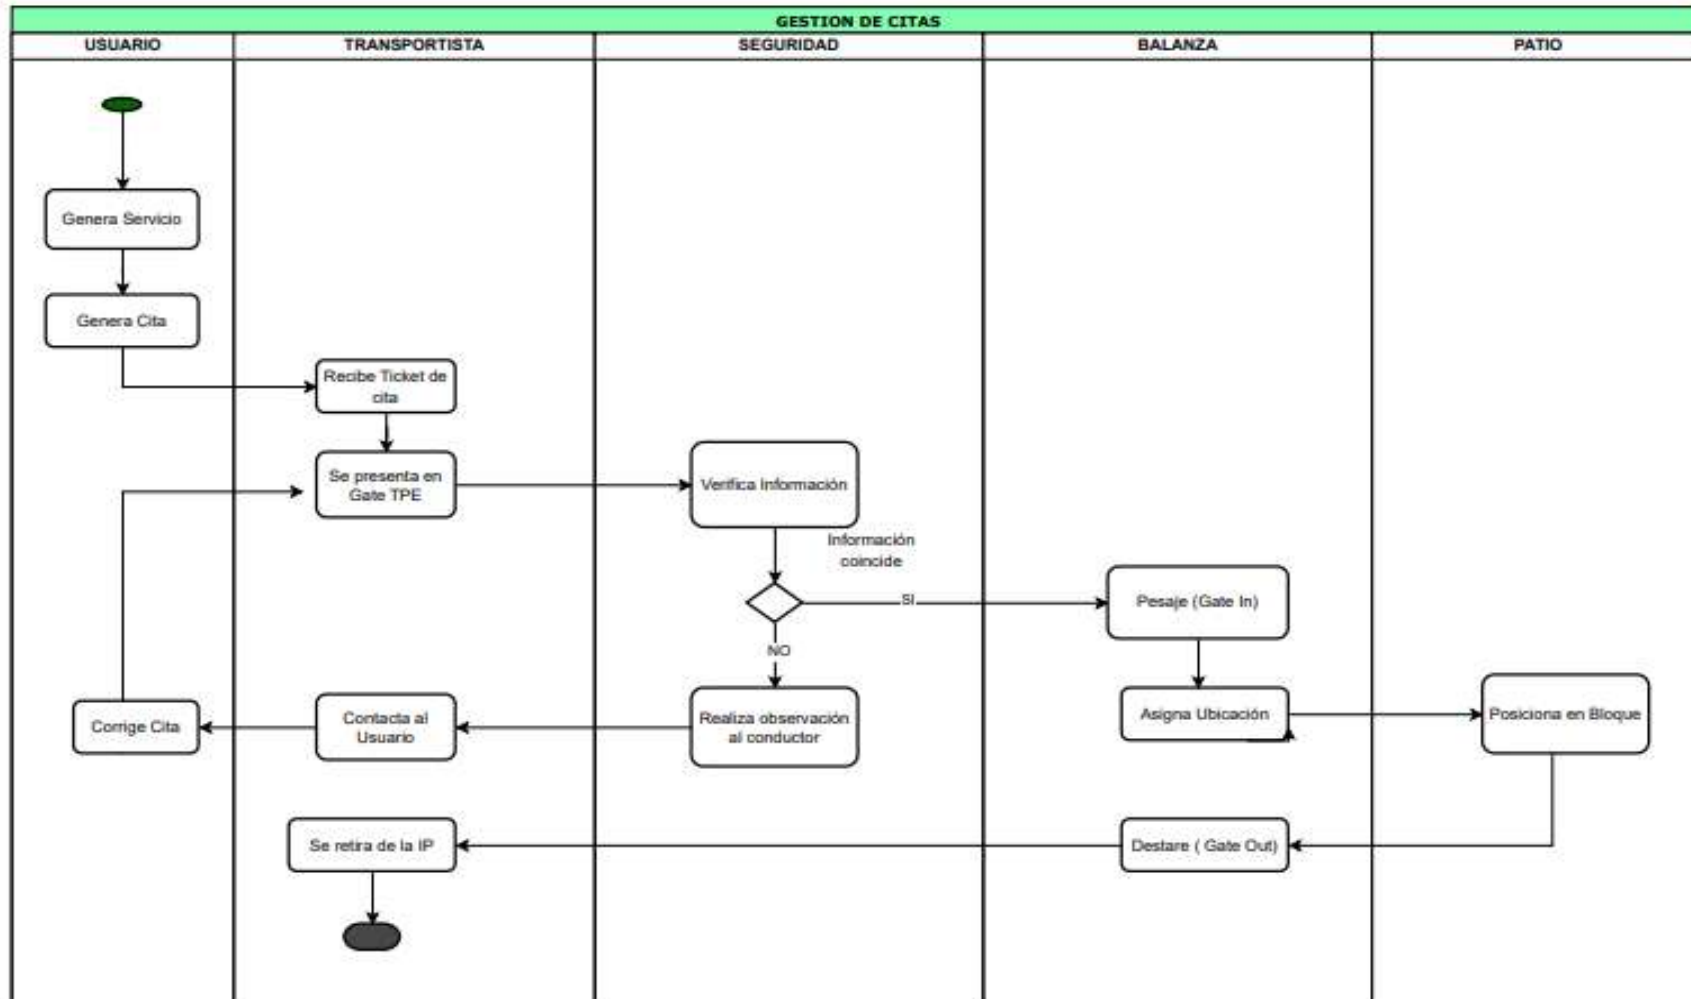 GESTION DE CITAS
USUARIO
TRANSPORTISTA
SEGURIDAD
BALANZA
PATIO
Genera Servicio
Genera Cita
Recibe Ticket de
cita
Se presenta en
Gate TPE
Verifica Información
Información
coincide
SI
Pesaje (Gate In)
NO
Corrige Cita
Contacta al
Usuario
Realiza observación
al conductor
Asigna Ubicación
Posiciona en Bloque
Se retira de la IP
Destare ( Gate Out)